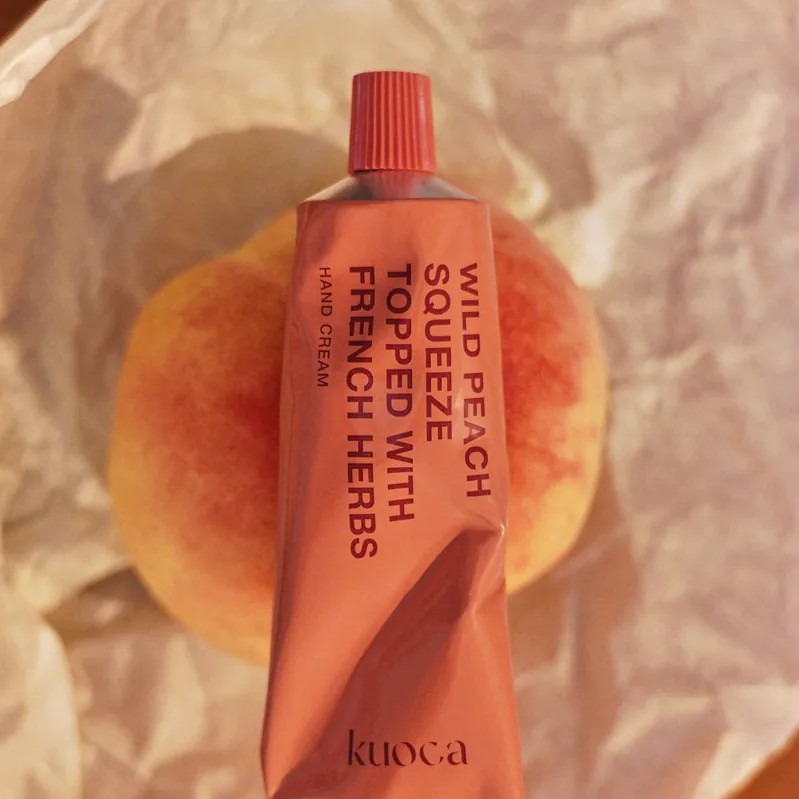 WILD PEACH
SQUEEZE
TOPPED WITH
FRENCH HERBS
HAND CREAM
kuoca